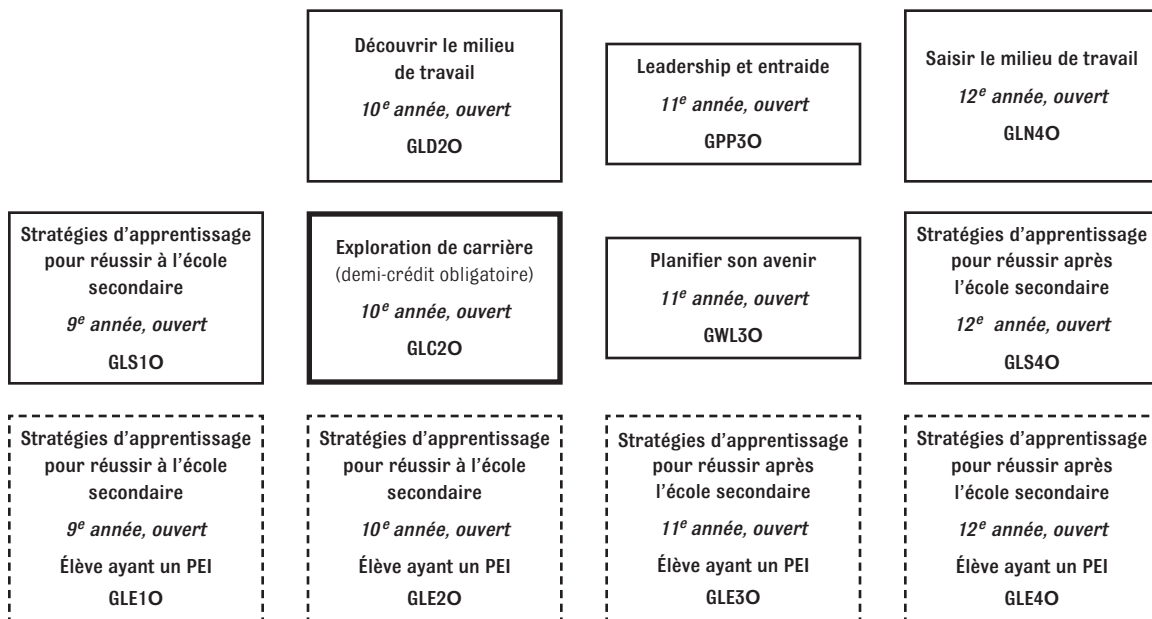 Découvrir le milieu
de travail
10e année, ouvert
GLD2O
Leadership et entraide
11e année, ouvert
GPP3O
Saisir le milieu de travail
12e année, ouvert
GLN4O
Stratégies d'apprentissage
pour réussir à l'école
secondaire
9e année, ouvert
GLS1O
Exploration de carrière
(demi-crédit obligatoire)
10e année, ouvert
GLC2O
Planifier son avenir
11e année, ouvert
GWL3O
Stratégies d'apprentissage
pour réussir après
l'école secondaire
12e année, ouvert
GLS4O
Stratégies d'apprentissage
pour réussir à l'école
secondaire
9e année, ouvert
Élève ayant un PEI
GLE1O
Stratégies d'apprentissage
pour réussir à l'école
secondaire
10e année, ouvert
Élève ayant un PEI
GLE2O
Stratégies d'apprentissage
pour réussir après
l'école secondaire
11e année, ouvert
Élève ayant un PEI
GLE3O
Stratégies d'apprentissage
pour réussir après
l'école secondaire
12e année, ouvert
Élève ayant un PEI
GLE4O